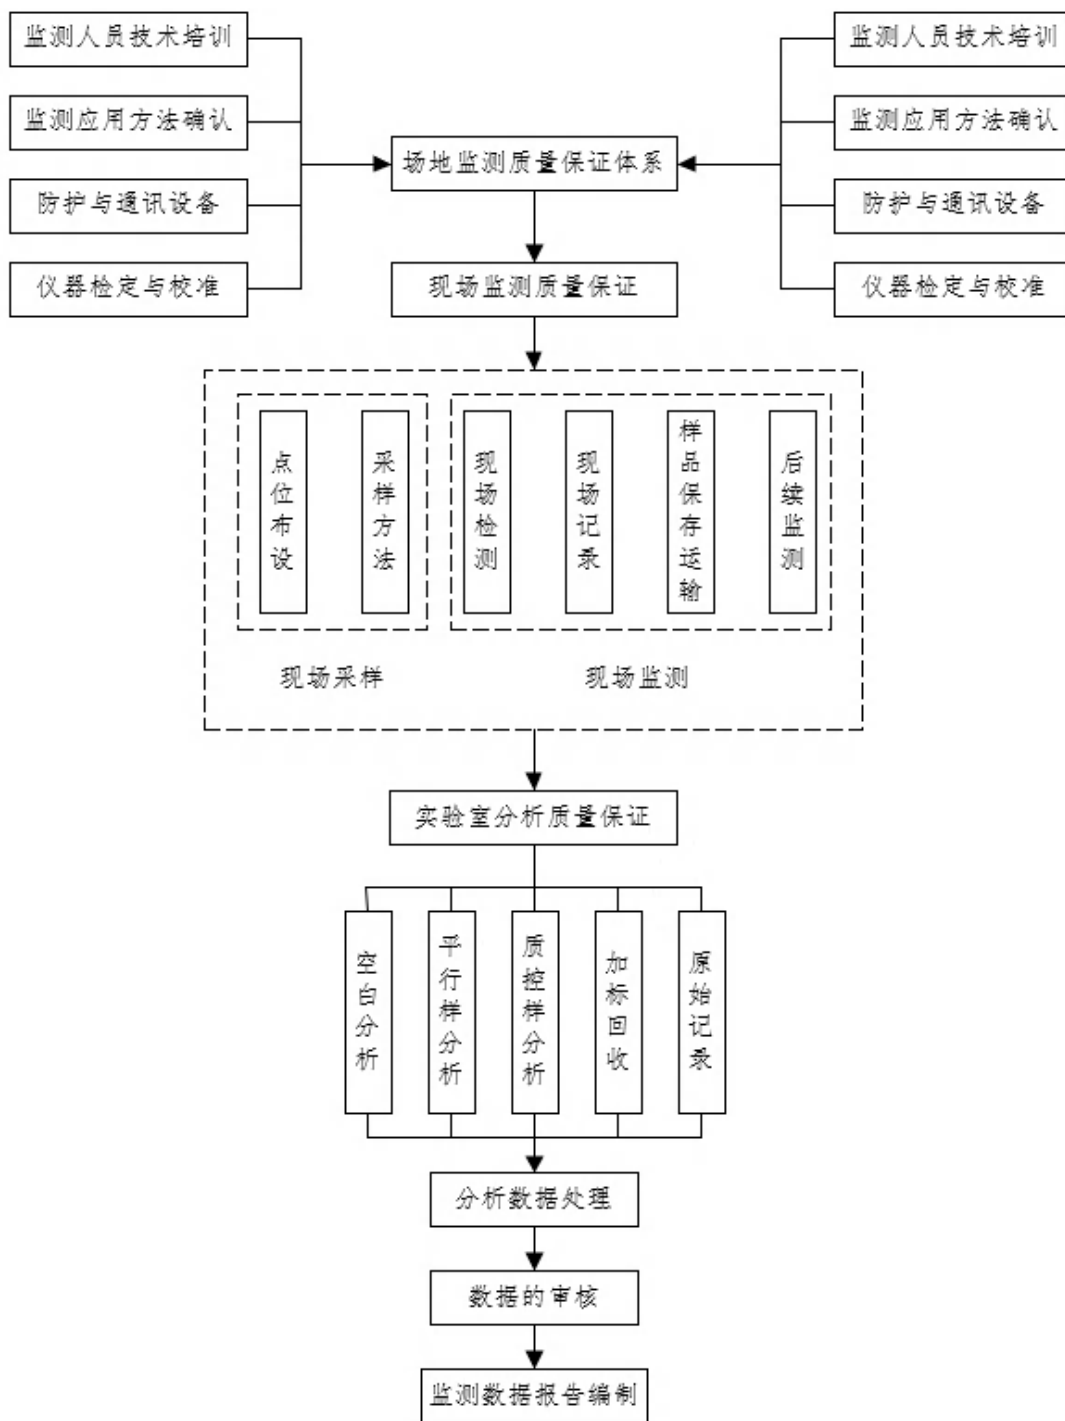 监测人员技术培训
监测应用方法确认
防护与通讯设备
仪器检定与校准
监测人员技术培训
监测应用方法确认
防护与通讯设备
仪器检定与校准
场地监测质量保证体系
现场监测质量保证
点位布设
采样方法
现场检测
现场记录
样品保存运输
后续监测
现场采样
现场监测
实验室分析质量保证
空白分析
平行样分析
质控样分析
加标回收
原始记录
分析数据处理
数据的审核
监测数据报告编制